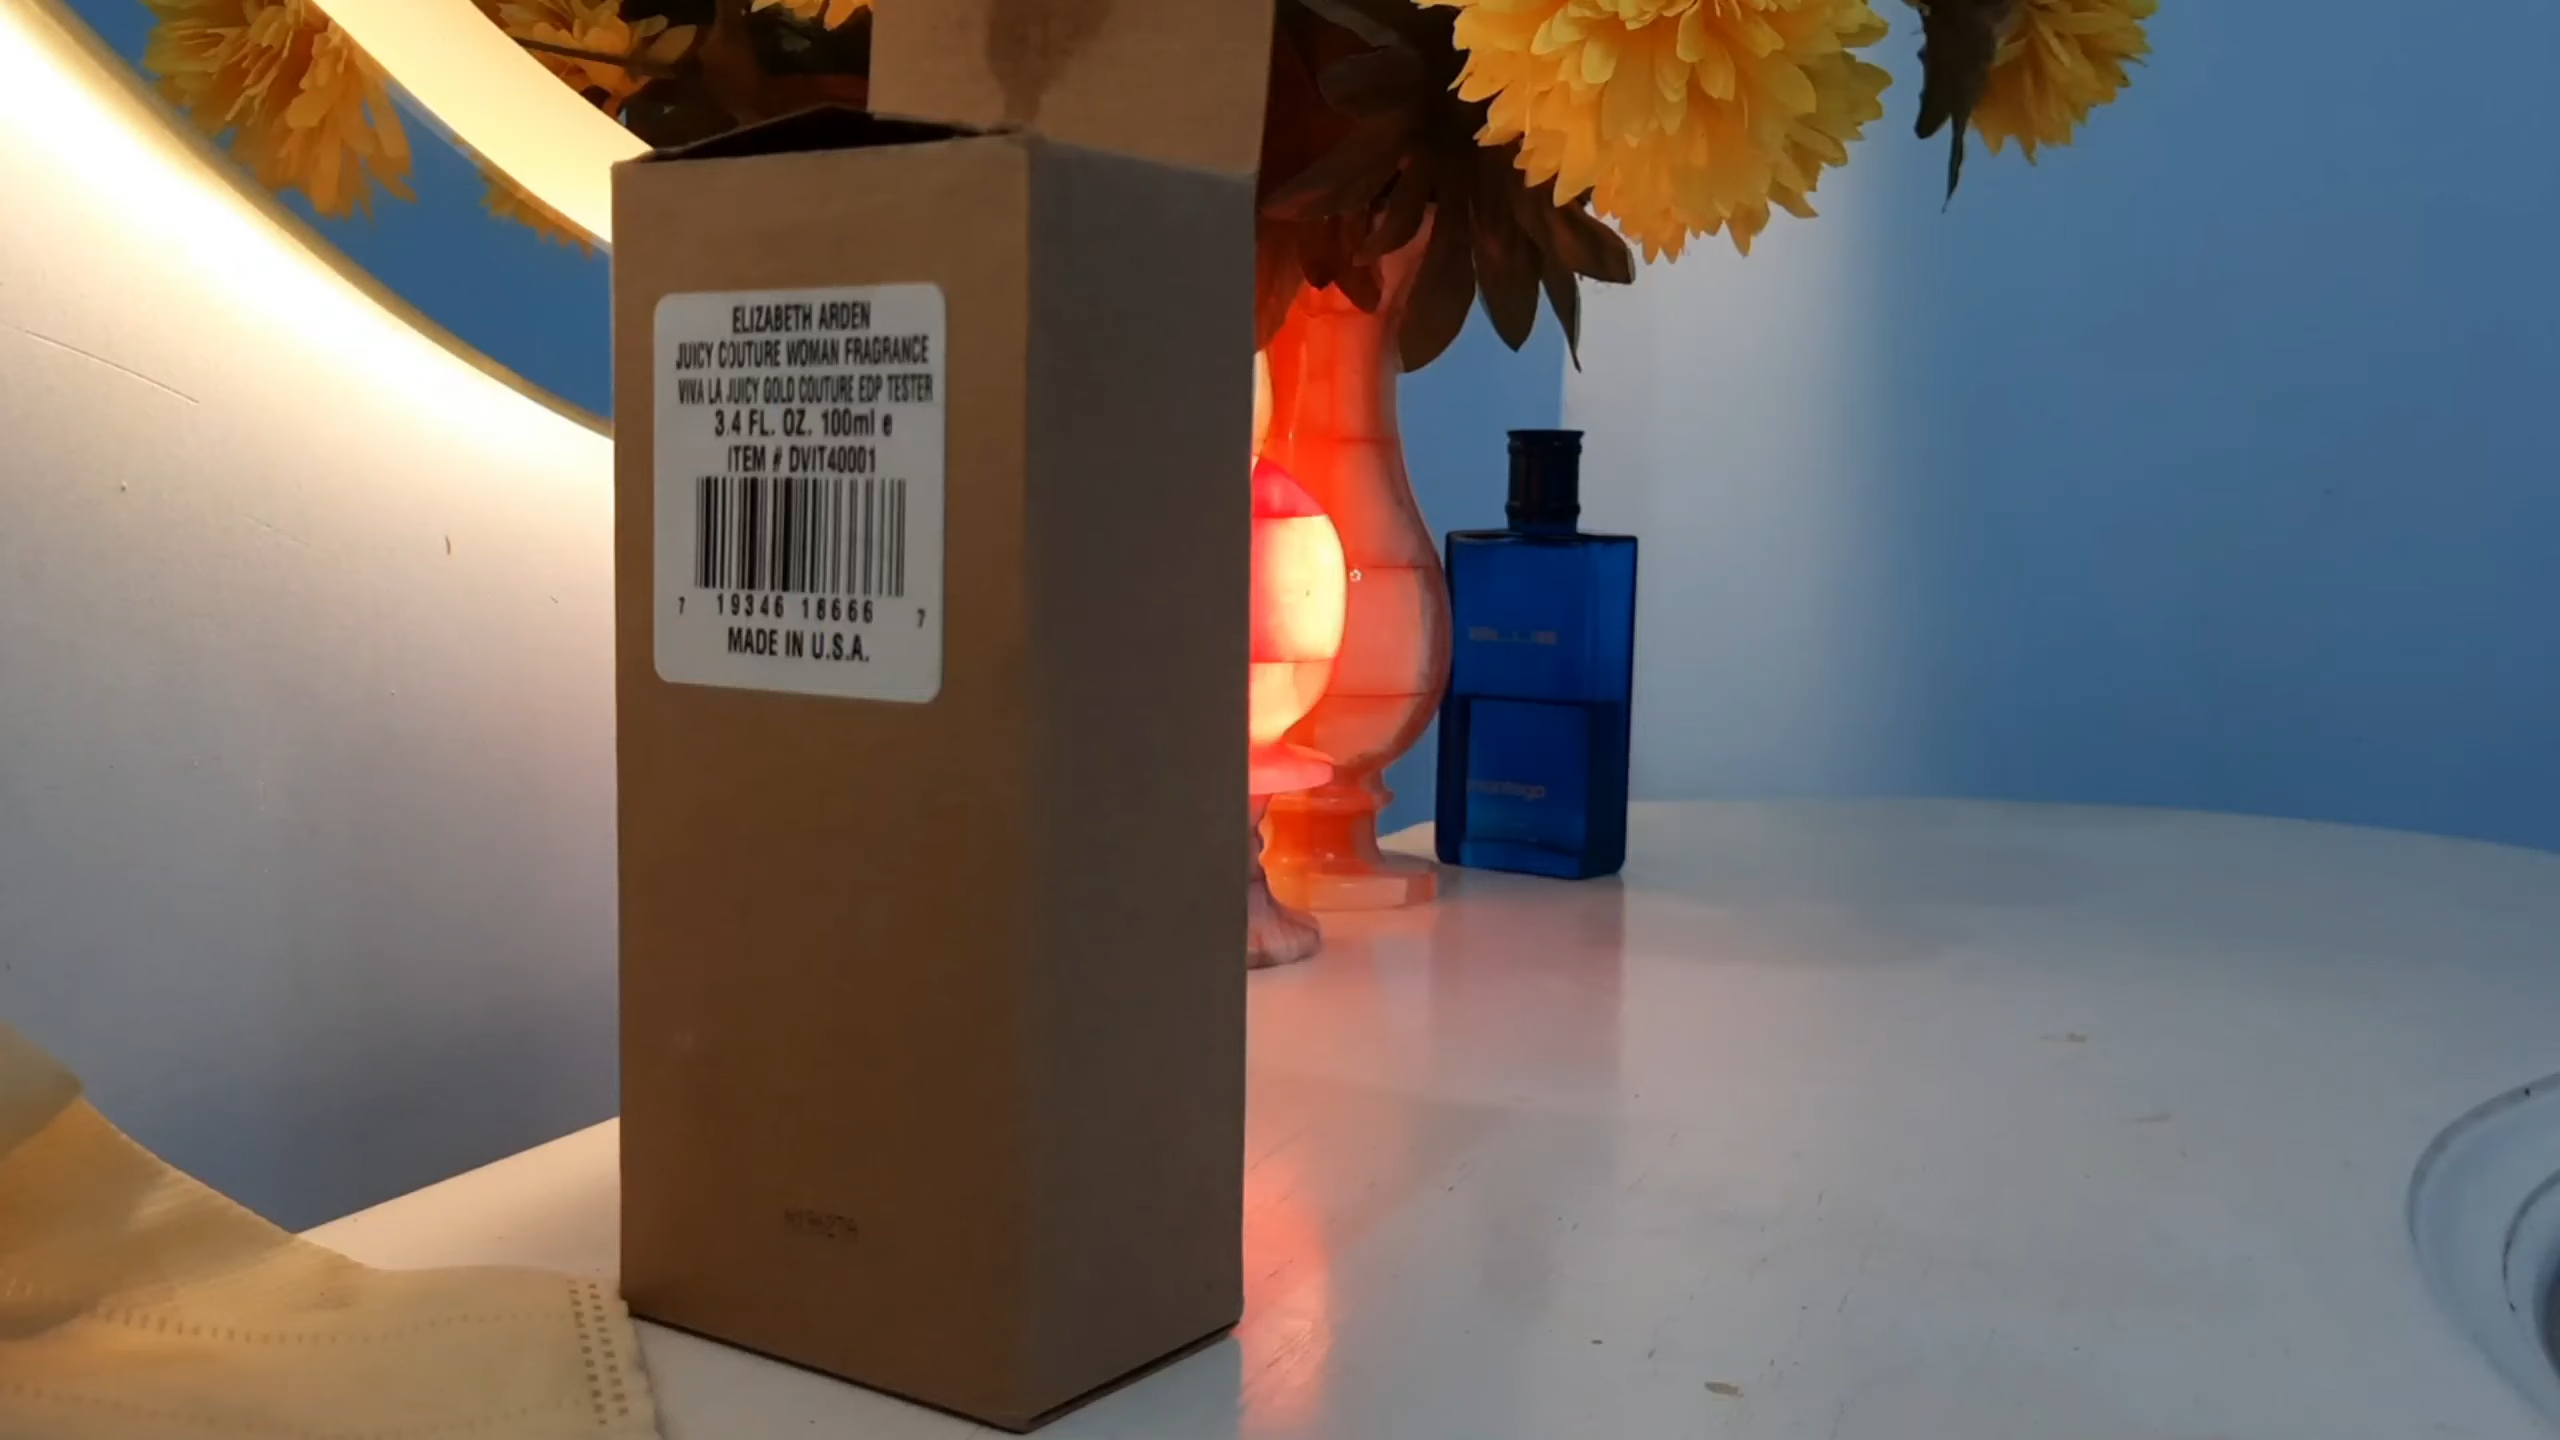 ELIZABETH ARDEN
JUICY COUTURE WOMAN FRAGRANCE
VIVA LA JUICY GOLD COUTURE EDP TESTER
3.4 FL. OZ. 100ml e
ITEM # DVIT40001
7 19346 18666 7
MADE IN U.S.A.